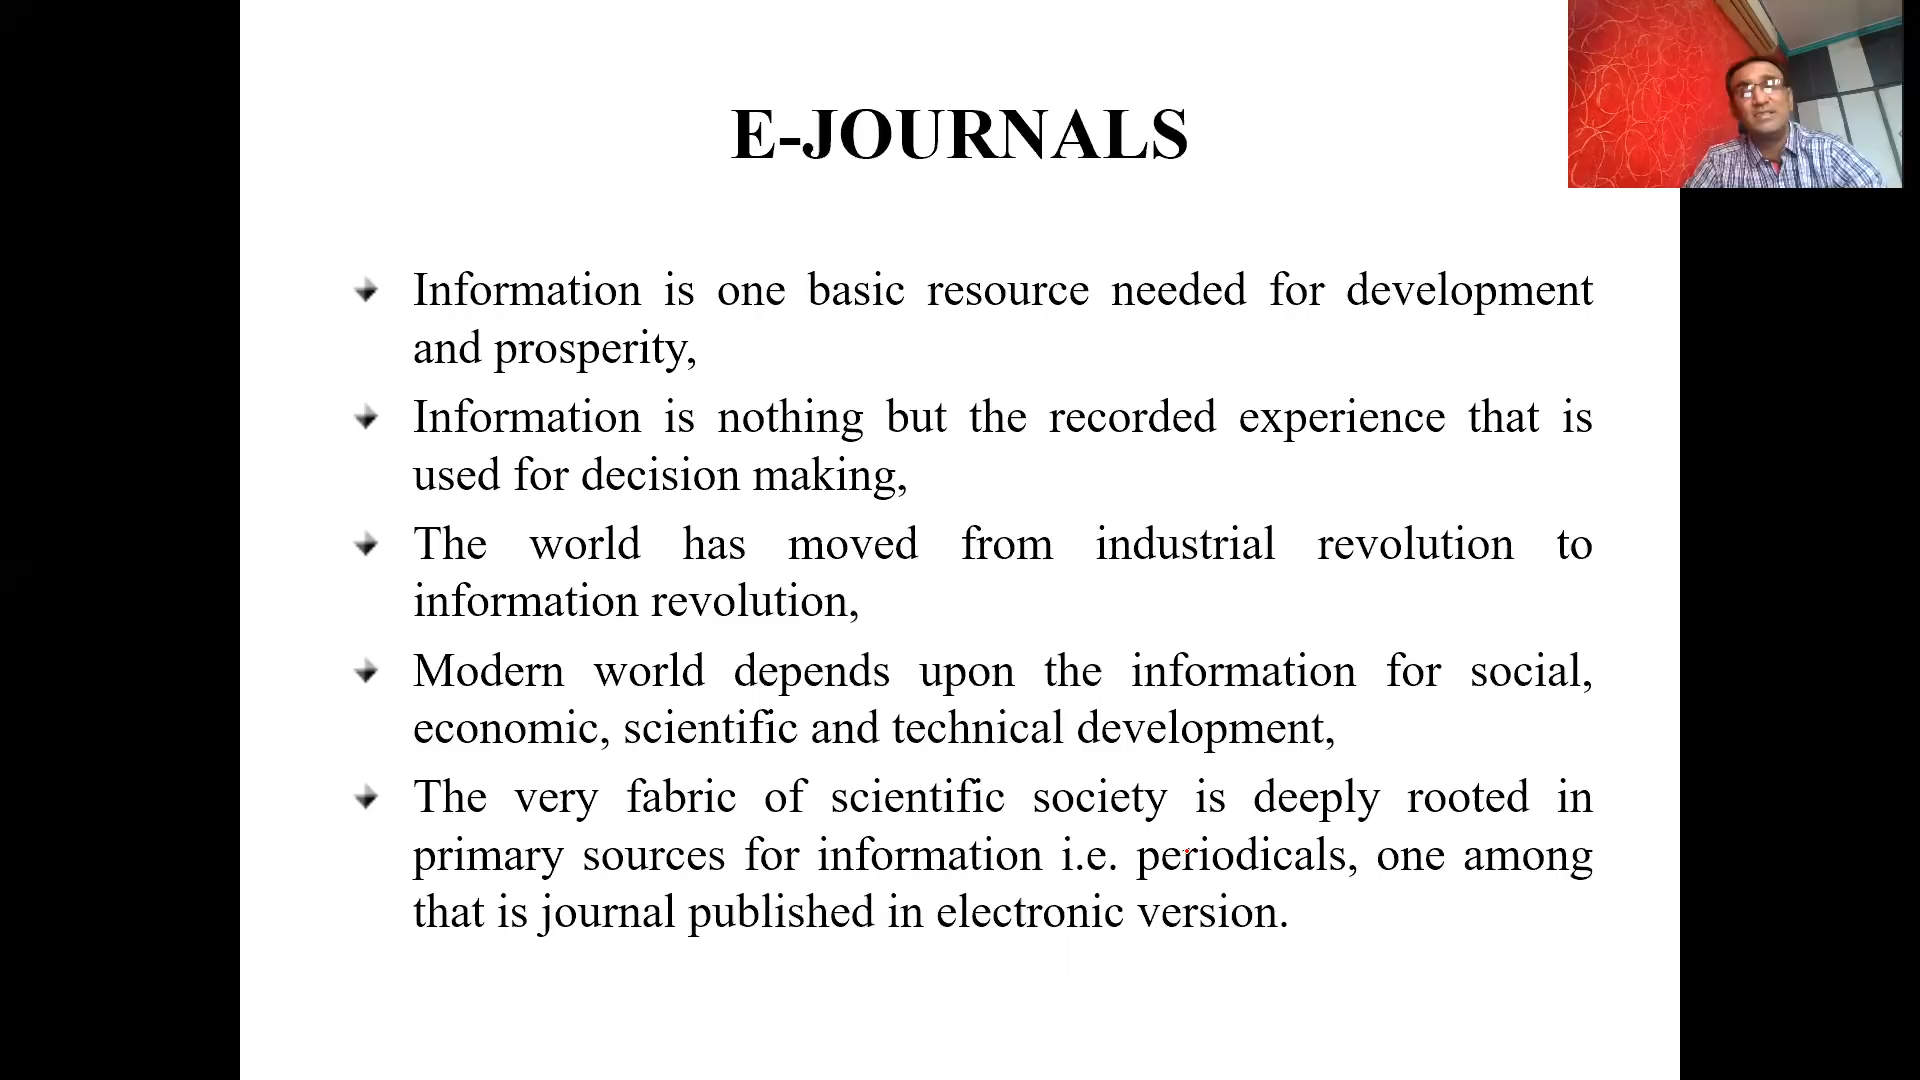 E-JOURNALS
Information is one basic resource needed for development
and prosperity,
Information is nothing but the recorded experience that is
used for decision making,
The world has moved from industrial revolution to
information revolution,
Modern world depends upon the information for social,
economic, scientific and technical development,
The very fabric of scientific society is deeply rooted in
primary sources for information i.e. periodicals, one among
that is journal published in electronic version.